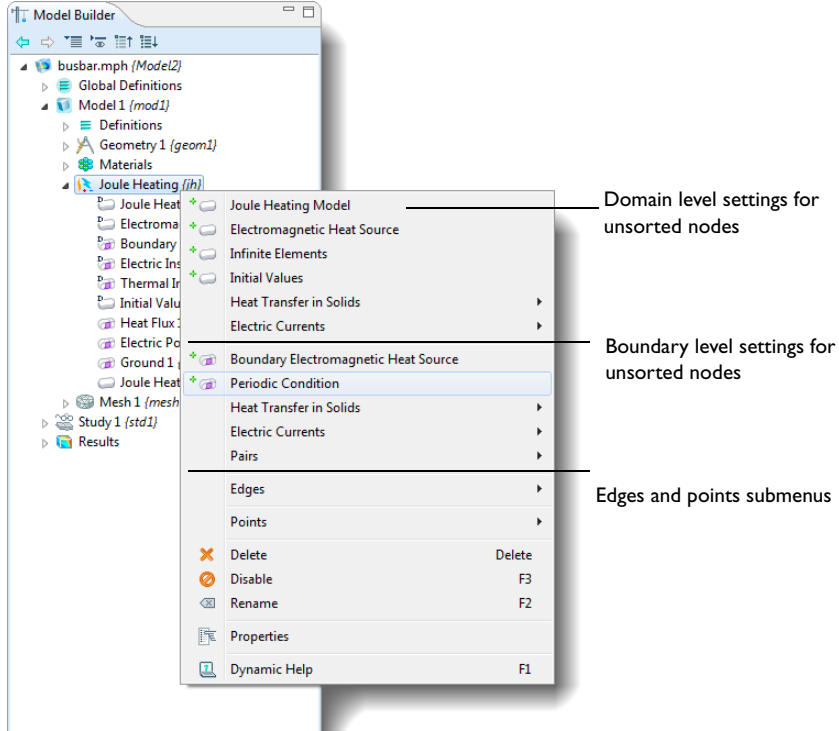 Model Builder
busbar.mph {Model2}
Global Definitions
Model 1 {mod1}
Definitions
Geometry 1 {geom1}
Materials
Joule Heating {jh}
Joule Heat
Electroma
Boundary
Electric Ins
Thermal In
Initial Valu
Heat Flux 1
Electric Po
Ground 1
Joule Heat
Mesh 1 {mesh
Study 1 {std1}
Results
Joule Heating Model
Electromagnetic Heat Source
Infinite Elements
Initial Values
Heat Transfer in Solids
Electric Currents
Boundary Electromagnetic Heat Source
Periodic Condition
Heat Transfer in Solids
Electric Currents
Pairs
Edges
Points
Delete Delete
Disable F3
Rename F2
Properties
Dynamic Help F1
Domain level settings for
unsorted nodes
Boundary level settings for
unsorted nodes
Edges and points submenus